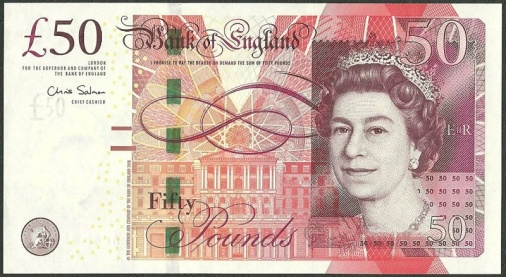 £50
Bank of England
50
LONDON
FOR THE GOVERNOR AND COMPANY OF
THE BANK OF ENGLAND
I PROMISE TO PAY THE BEARER ON DEMAND THE SUM OF FIFTY POUNDS
Chris Salmon
CHIEF CASHIER
£50
E II R
50 50 50
50 50 50 50
Fifty
Pounds
50